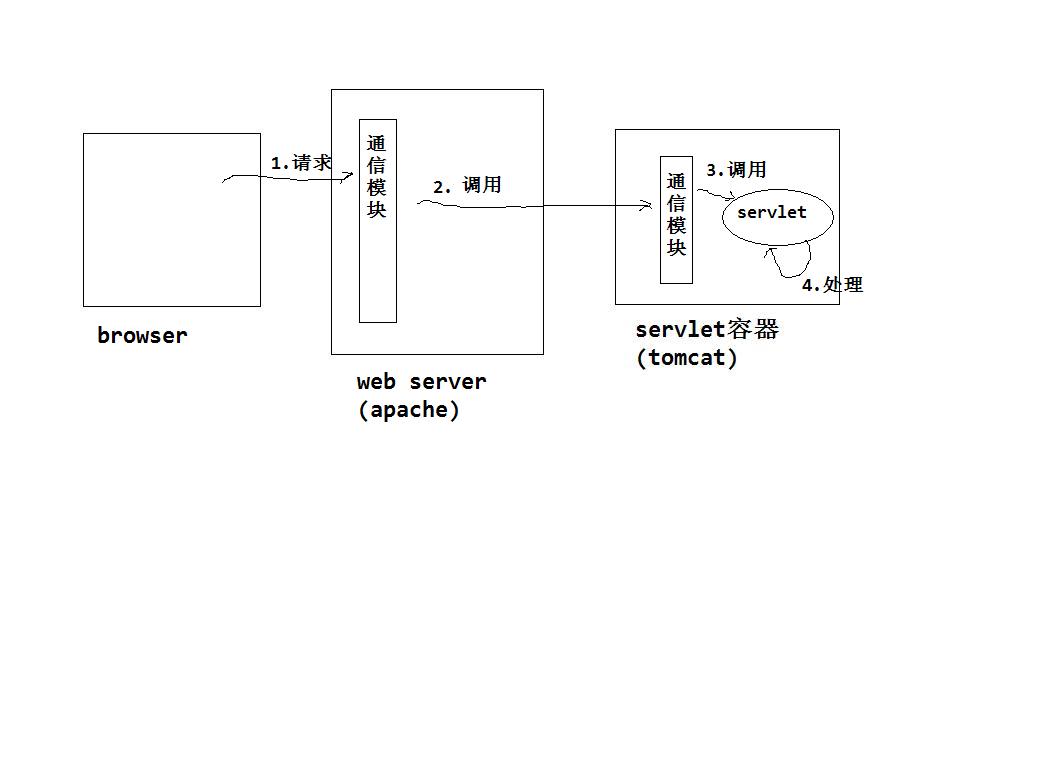 1.请求
通信模块
2. 调用
通信模块
3.调用
servlet
4.处理
browser
web server
(apache)
servlet容器
(tomcat)